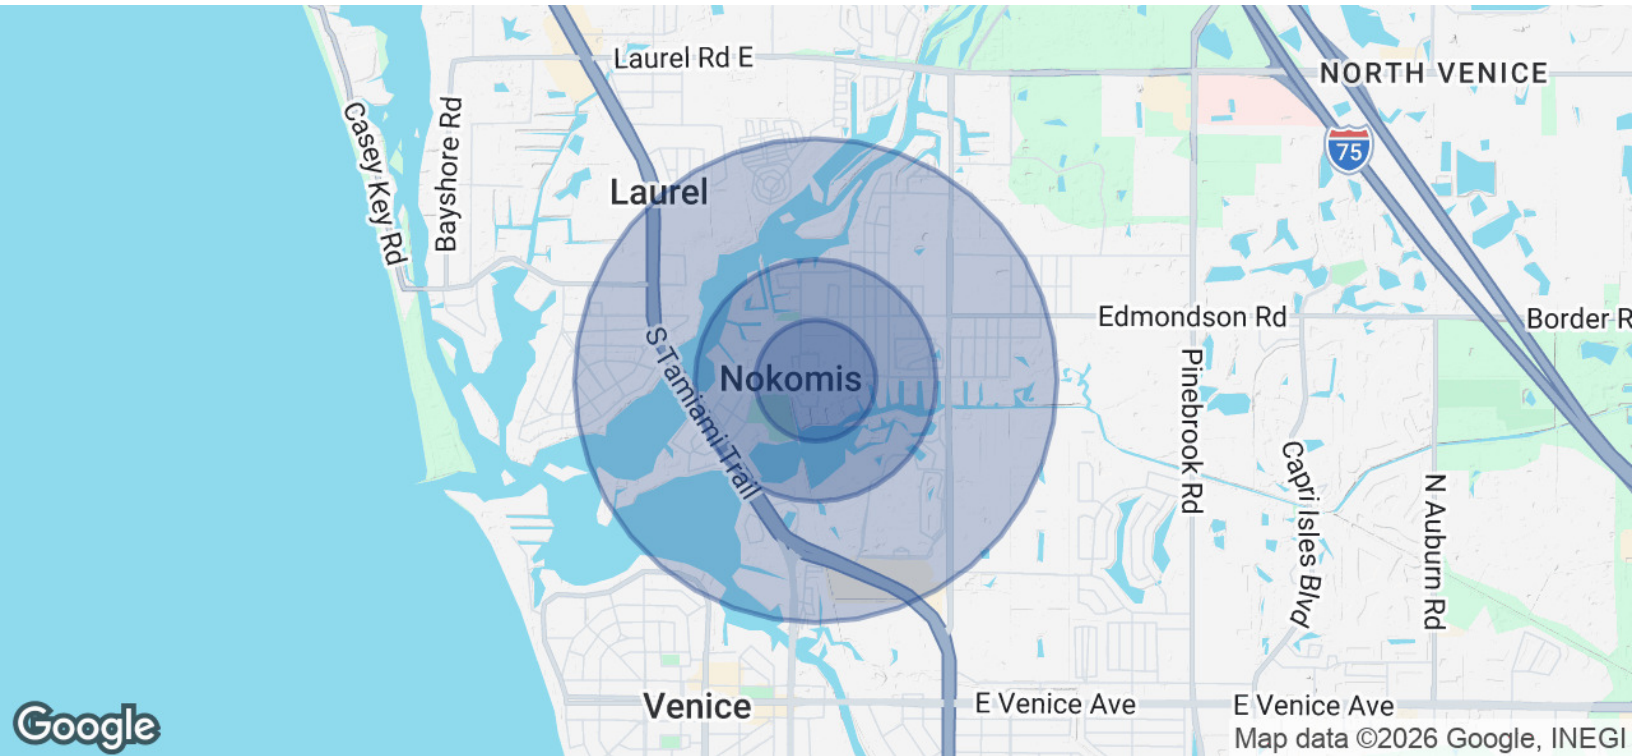 Laurel Rd E
NORTH VENICE
Casey Key Rd
Bayshore Rd
75
Laurel
Edmondson Rd
Border R
S Tamiami Trail
Nokomis
Pinebrook Rd
Capri Isles Blvd
N Auburn Rd
Venice
E Venice Ave
E Venice Ave
Google
Map data ©2026 Google, INEGI